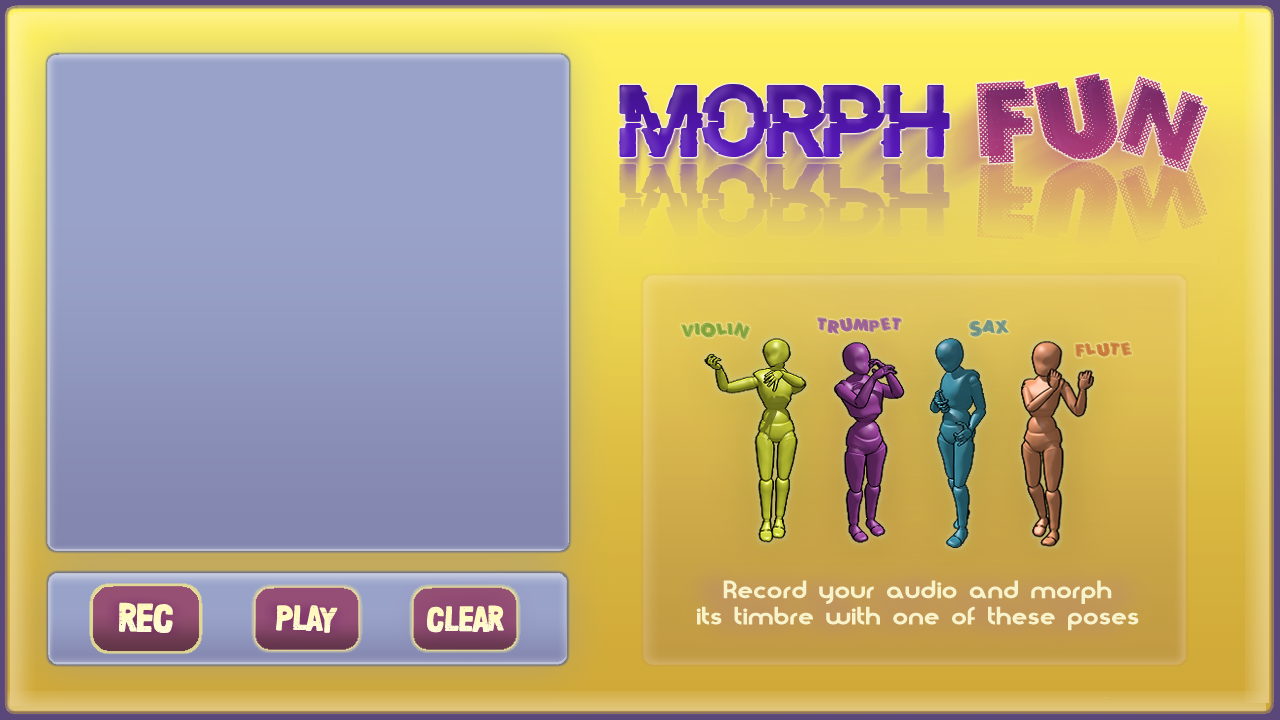 MORPH FUN
VIOLIN
TRUMPET
SAX
FLUTE
Record your audio and morph
its timbre with one of these poses
REC
PLAY
CLEAR